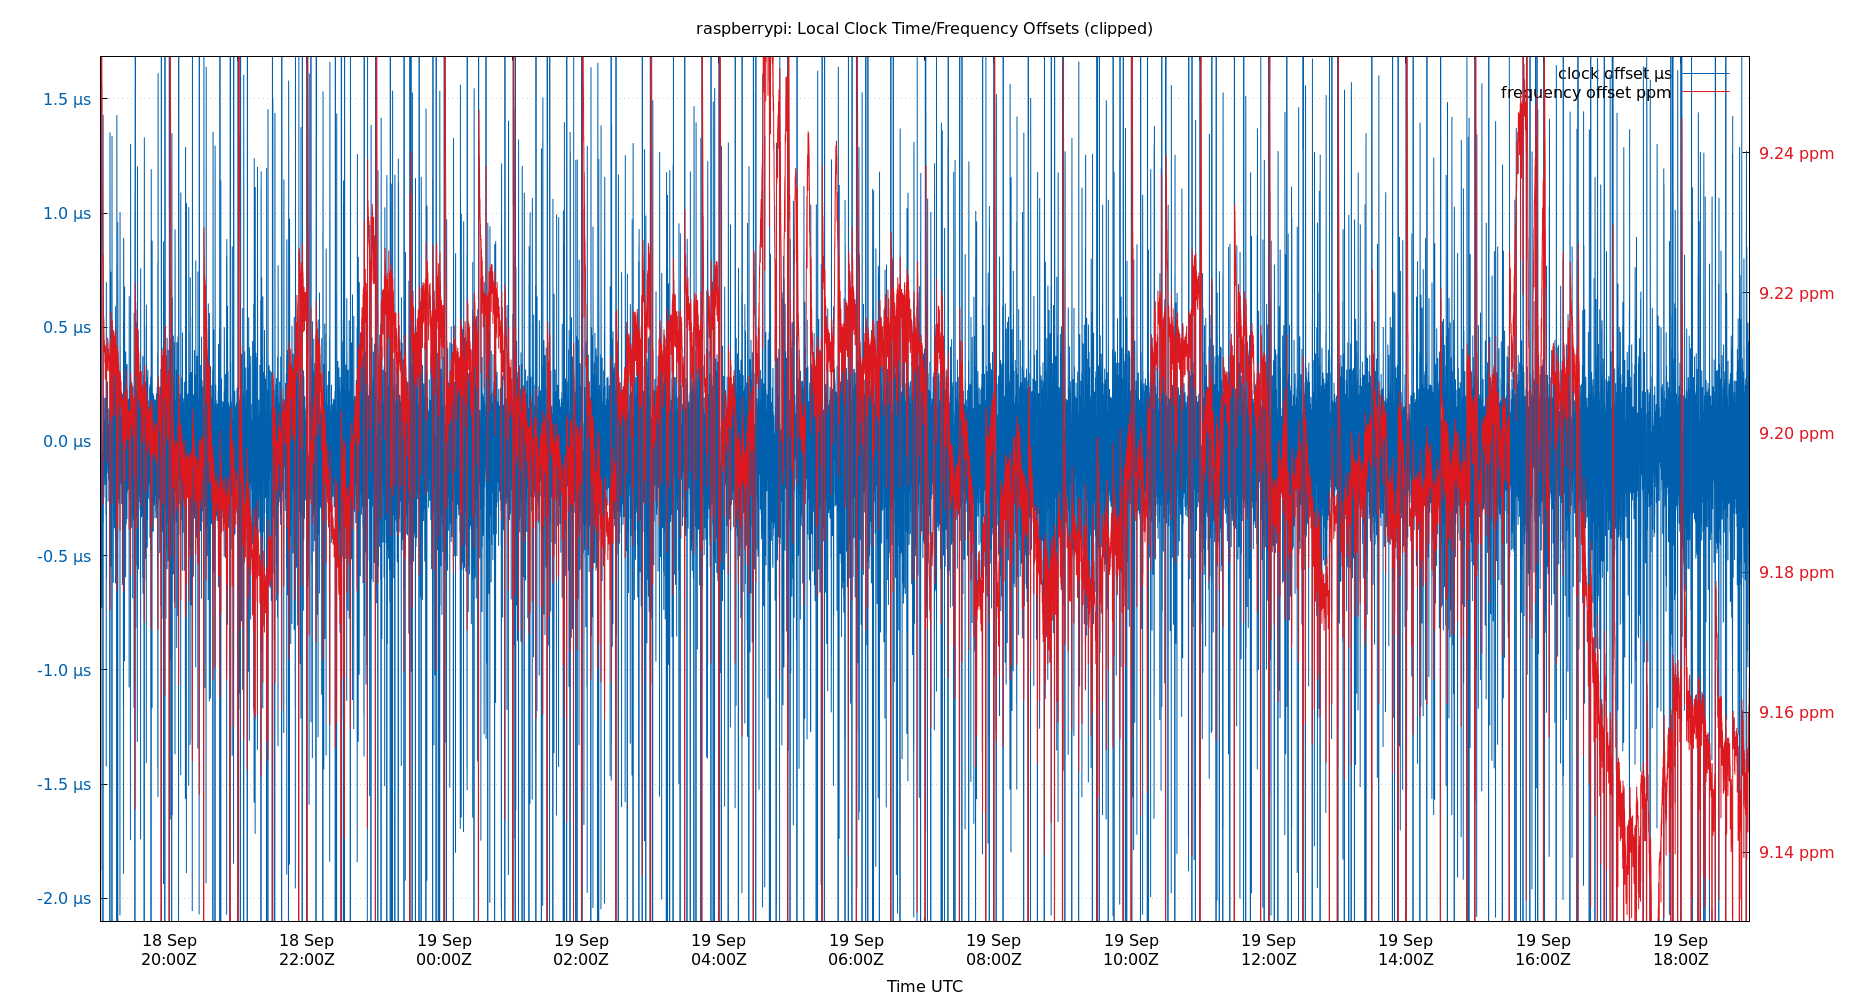 raspberrypi: Local Clock Time/Frequency Offsets (clipped)
clock offset µs
frequency offset ppm
1.5 µs
1.0 µs
0.5 µs
0.0 µs
-0.5 µs
-1.0 µs
-1.5 µs
-2.0 µs
9.24 ppm
9.22 ppm
9.20 ppm
9.18 ppm
9.16 ppm
9.14 ppm
18 Sep 18 Sep 19 Sep 19 Sep 19 Sep 19 Sep 19 Sep 19 Sep 19 Sep 19 Sep 19 Sep 19 Sep
20:00Z 22:00Z 00:00Z 02:00Z 04:00Z 06:00Z 08:00Z 10:00Z 12:00Z 14:00Z 16:00Z 18:00Z
Time UTC